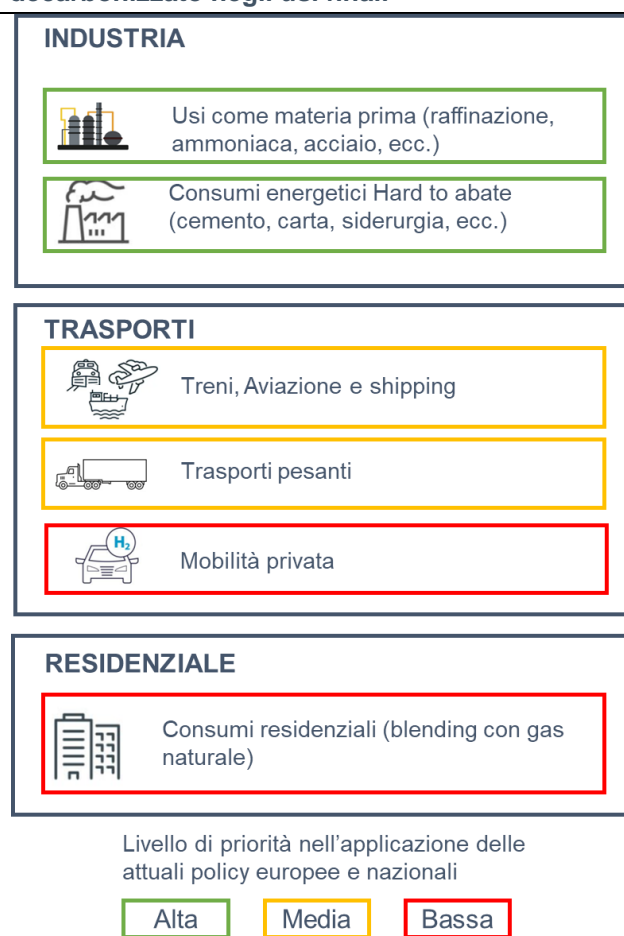 INDUSTRIA
Usi come materia prima (raffinazione,
ammoniaca, acciaio, ecc.)
Consumi energetici Hard to abate
(cemento, carta, siderurgia, ecc.)
TRASPORTI
Treni, Aviazione e shipping
Trasporti pesanti
H₂
Mobilità privata
RESIDENZIALE
Consumi residenziali (blending con gas
naturale)
Livello di priorità nell'applicazione delle
attuali policy europee e nazionali
Alta Media Bassa